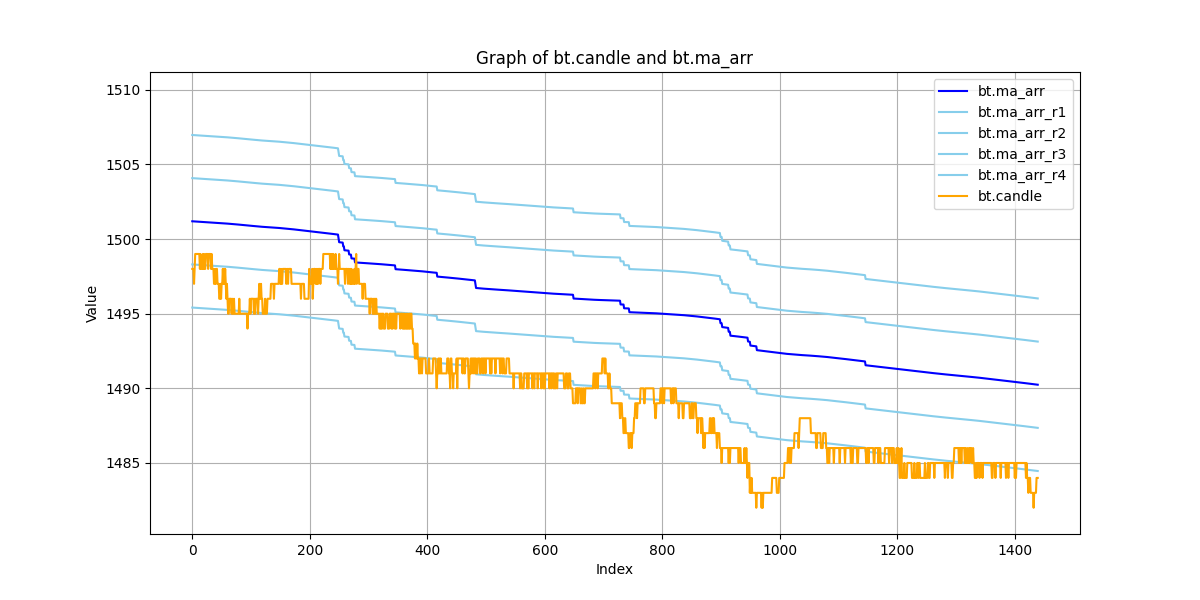 Graph of bt.candle and bt.ma_arr
1510
1505
1500
1495
1490
1485
Value
bt.ma_arr
bt.ma_arr_r1
bt.ma_arr_r2
bt.ma_arr_r3
bt.ma_arr_r4
bt.candle
0 200 400 600 800 1000 1200 1400
Index